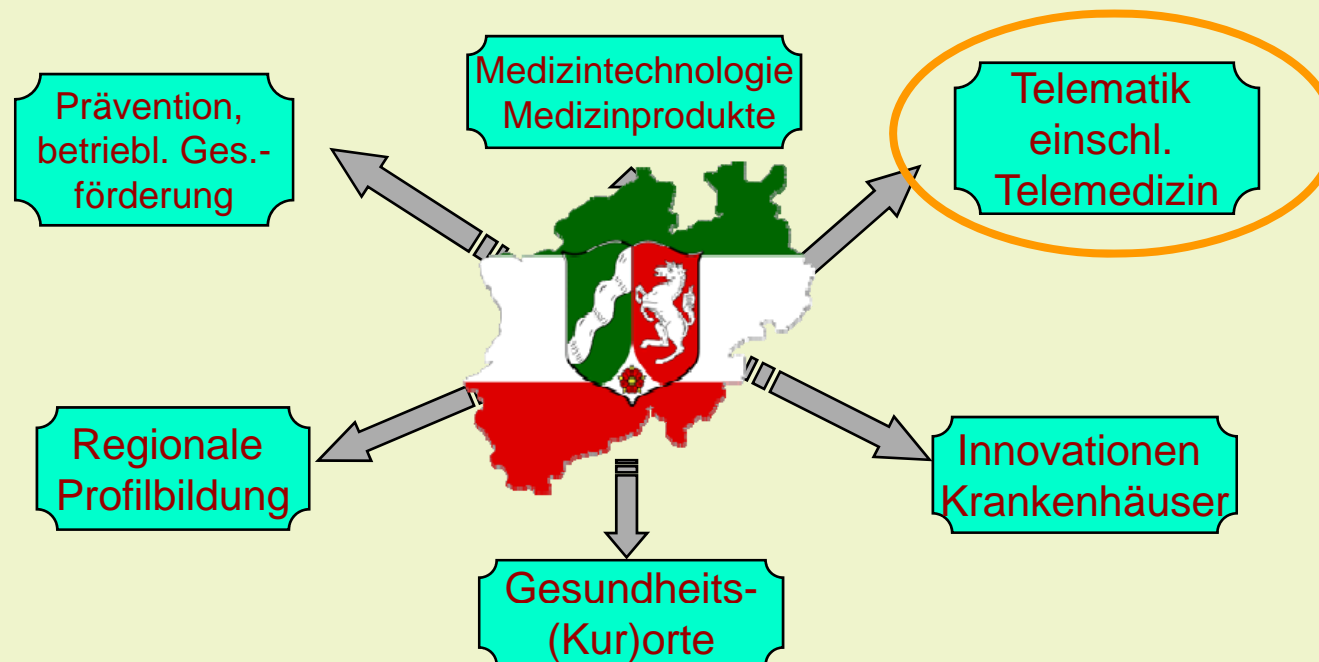 Prävention,
betriebl. Ges.-
förderung
Medizintechnologie
Medizinprodukte
Telematik
einschl.
Telemedizin
Regionale
Profilbildung
Innovationen
Krankenhäuser
Gesundheits-
(Kur)orte